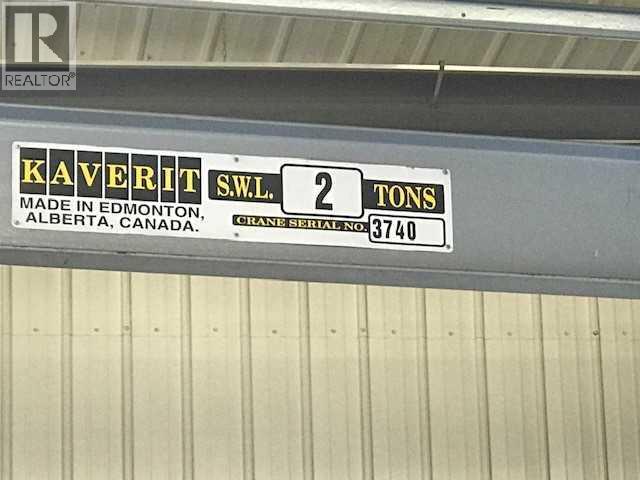 R
REALTOR®
KAVERIT S.W.L. 2 TONS
MADE IN EDMONTON,
ALBERTA, CANADA.
CRANE SERIAL NO. 3740